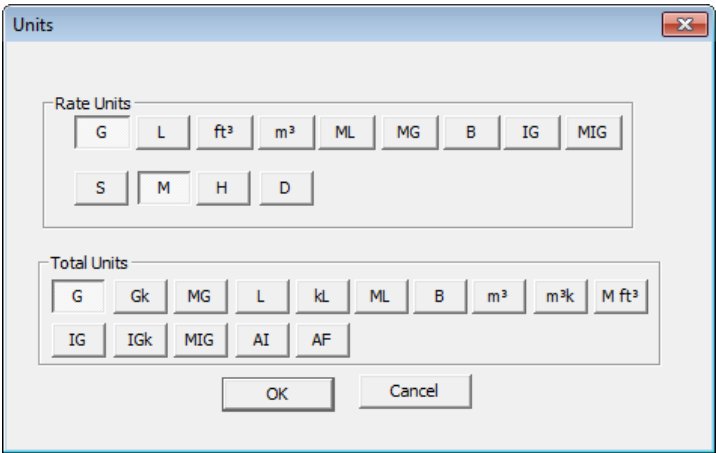 Units
Rate Units
G L ft³ m³ ML MG B IG MIG
S M H D
Total Units
G Gk MG L kL ML B m³ m³k M ft³
IG IGk MIG AI AF
OK Cancel